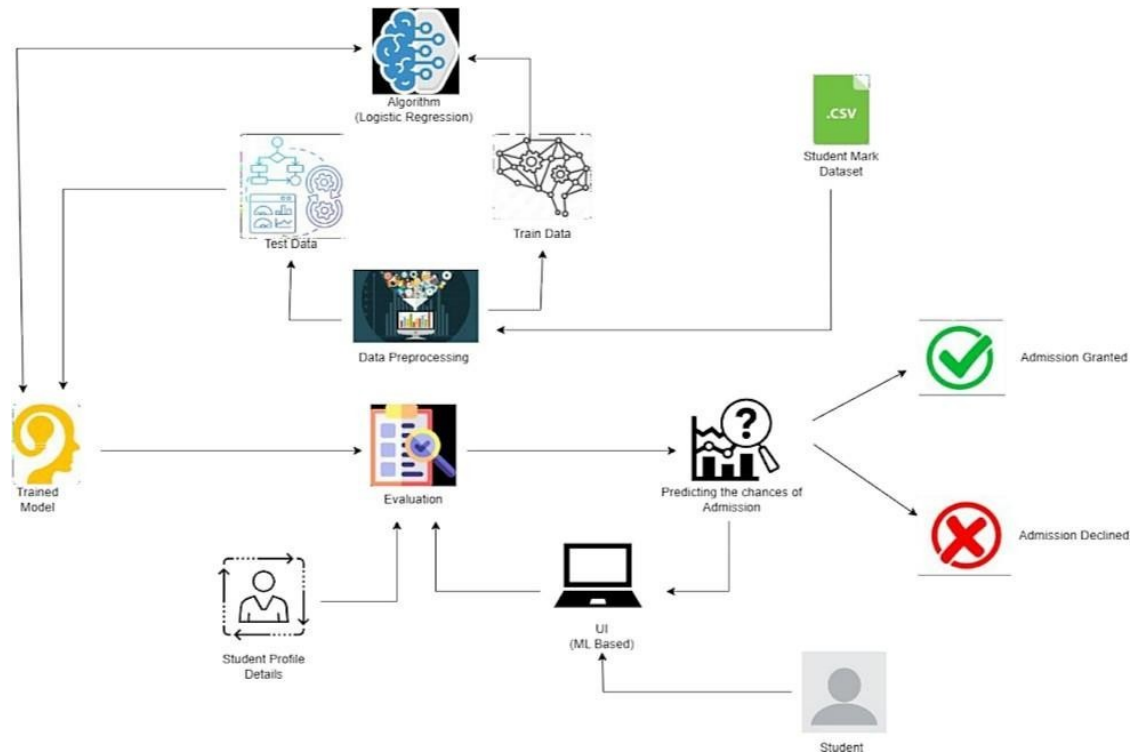 Algorithm
(Logistic Regression)
.CSV
Student Mark
Dataset
Test Data
Train Data
Data Preprocessing
Admission Granted
Trained
Model
Evaluation
?
Predicting the chances of
Admission
Admission Declined
Student Profile
Details
UI
(ML Based)
Student